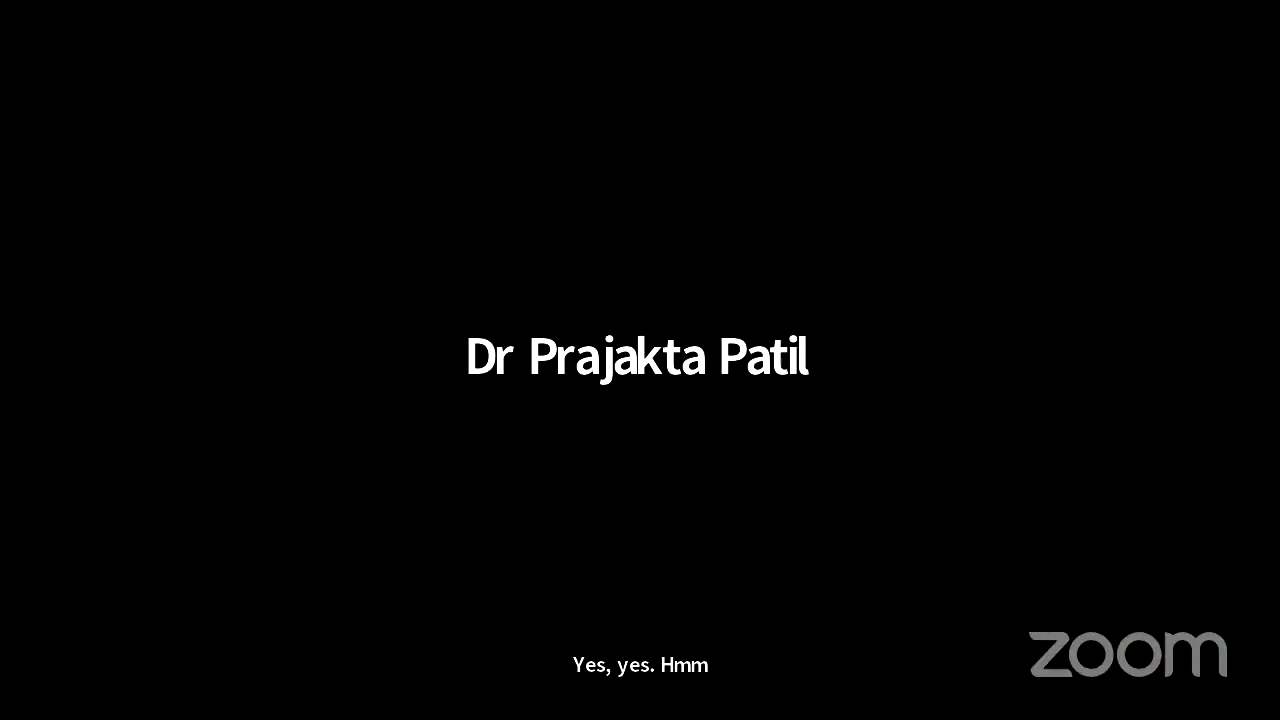 Dr Prajakta Patil
Yes, yes. Hmm
zoom